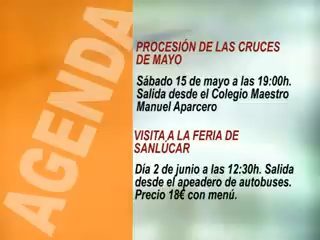 AGENDA
PROCESIÓN DE LAS CRUCES
DE MAYO
Sábado 15 de mayo a las 19:00h.
Salida desde el Colegio Maestro
Manuel Aparcero
VISITA A LA FERIA DE
SANLÚCAR
Día 2 de junio a las 12:30h. Salida
desde el apeadero de autobuses.
Precio 18€ con menú.